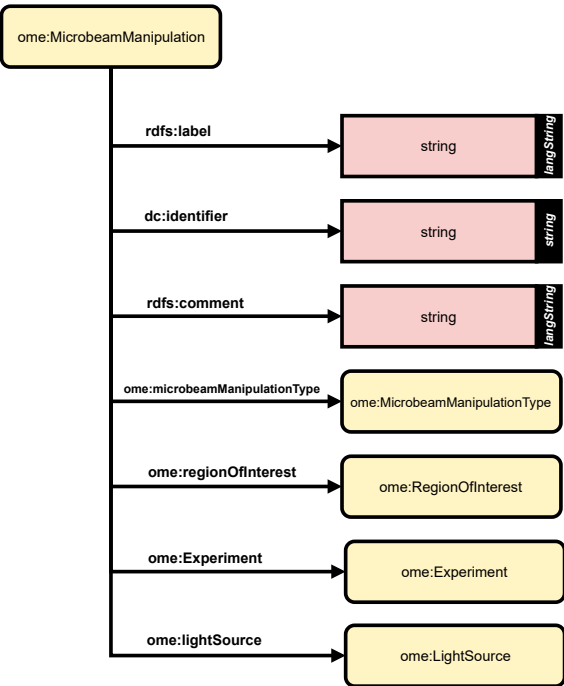 ome:MicrobeamManipulation
rdfs:label
string
langString
dc:identifier
string
string
rdfs:comment
string
langString
ome:microbeamManipulationType
ome:MicrobeamManipulationType
ome:regionOfInterest
ome:RegionOfInterest
ome:Experiment
ome:Experiment
ome:lightSource
ome:LightSource